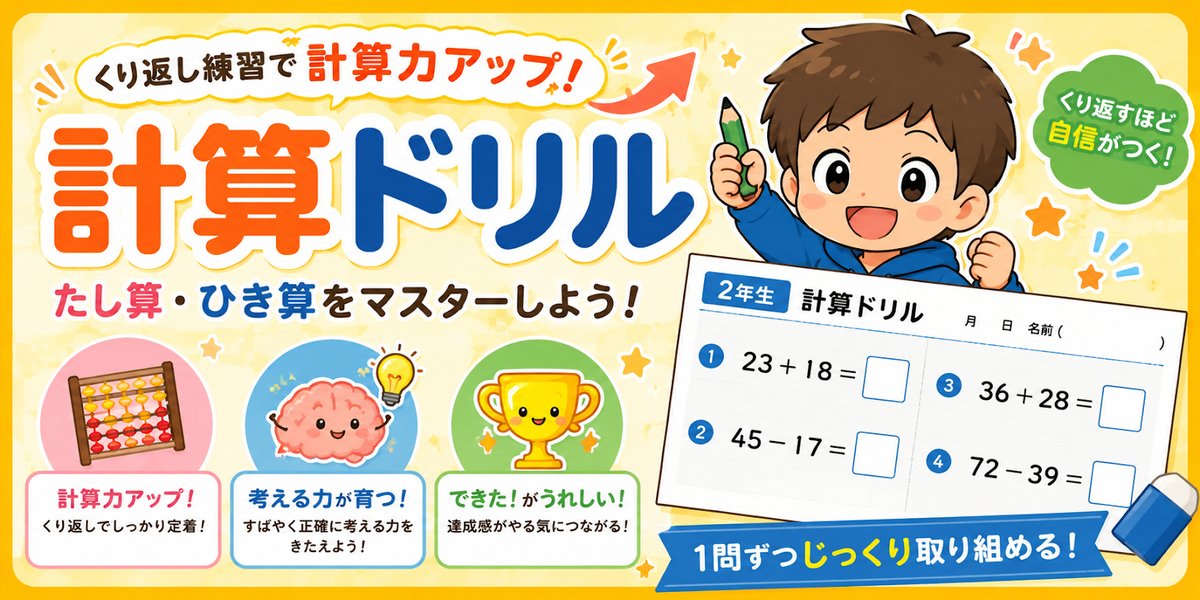 くり返し練習で計算力アップ!
計算ドリル
たし算・ひき算をマスターしよう!
くり返すほど
自信がつく!
計算力アップ!
くり返しでしっかり定着!
考える力が育つ!
すばやく正確に考える力を
きたえよう!
できた!がうれしい!
達成感がやる気につながる!
2年生 計算ドリル 月 日 名前( )
1 23+18=
2 45-17=
3 36+28=
4 72-39=
1問ずつじっくり取り組める!